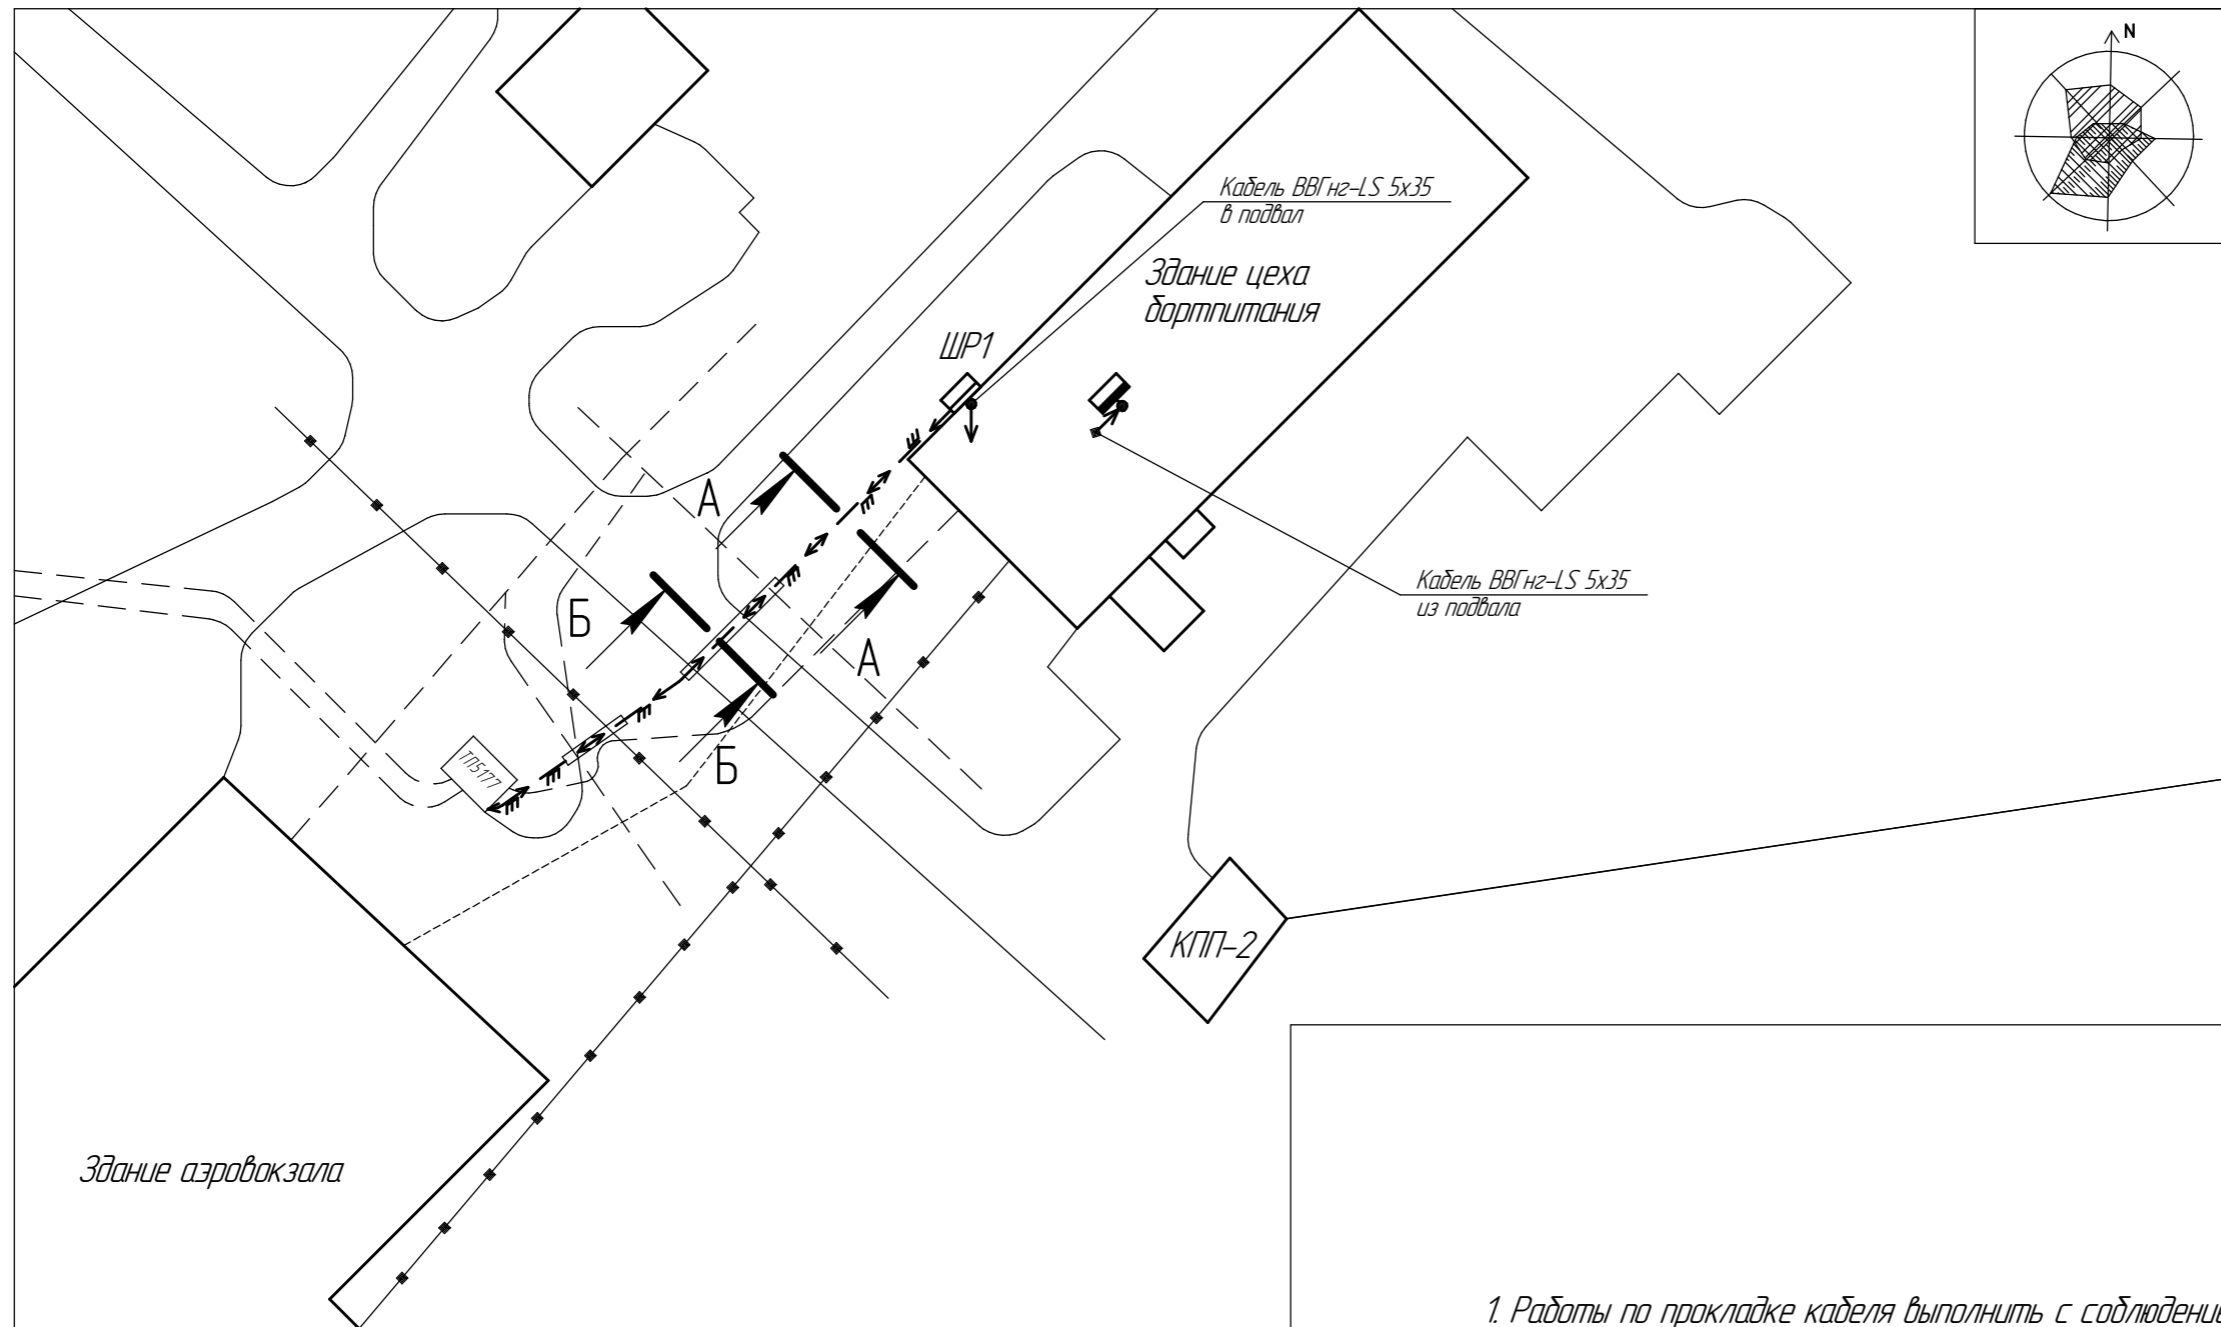 N
Кабель ВВГнг-LS 5х35
в подвал
Здание цеха
бортпитания
ШР1
А
Б
А
Б
Кабель ВВГнг-LS 5х35
из подвала
ТП5177
КПП-2
Здание аэровокзала
1. Работы по прокладке кабеля выполнить с соблюдение